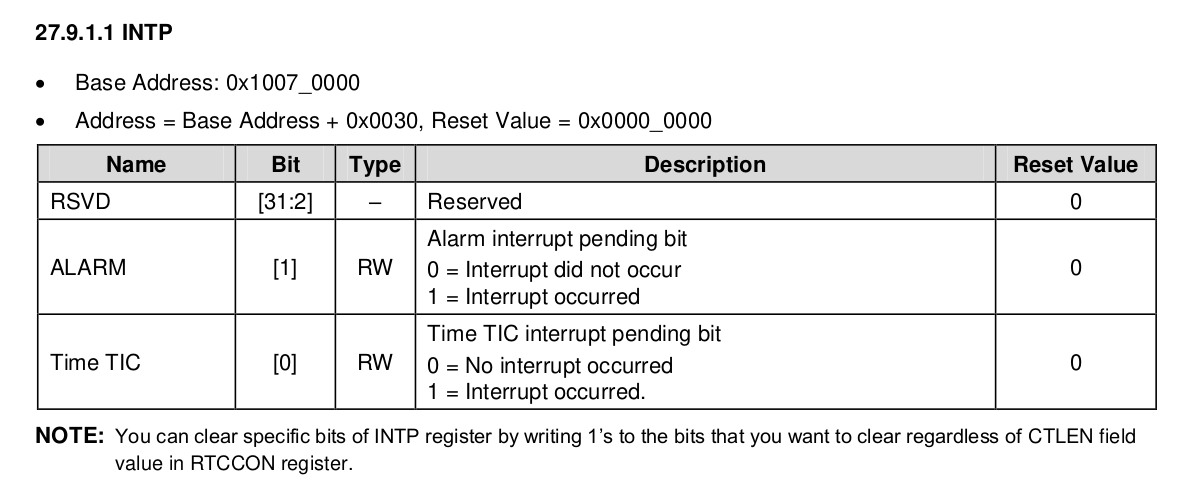 27.9.1.1 INTP
• Base Address: 0x1007_0000
• Address = Base Address + 0x0030, Reset Value = 0x0000_0000
Name Bit Type Description Reset Value
RSVD [31:2] – Reserved 0
ALARM [1] RW Alarm interrupt pending bit
0 = Interrupt did not occur
1 = Interrupt occurred 0
Time TIC [0] RW Time TIC interrupt pending bit
0 = No interrupt occurred
1 = Interrupt occurred. 0
NOTE: You can clear specific bits of INTP register by writing 1’s to the bits that you want to clear regardless of CTLEN field
value in RTCCON register.